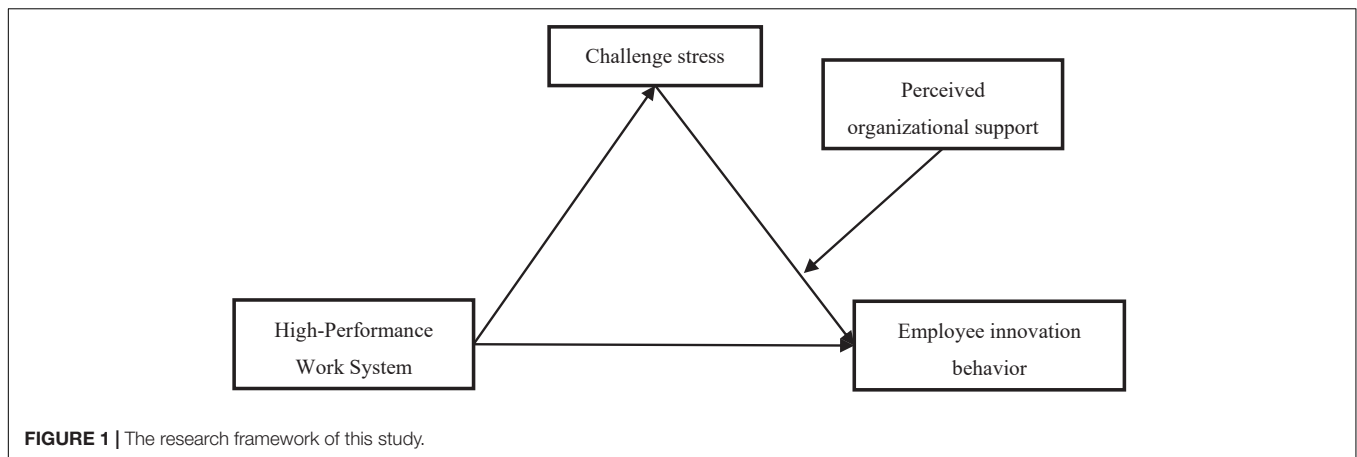 Challenge stress
Perceived
organizational support
High-Performance
Work System
Employee innovation
behavior
FIGURE 1 | The research framework of this study.